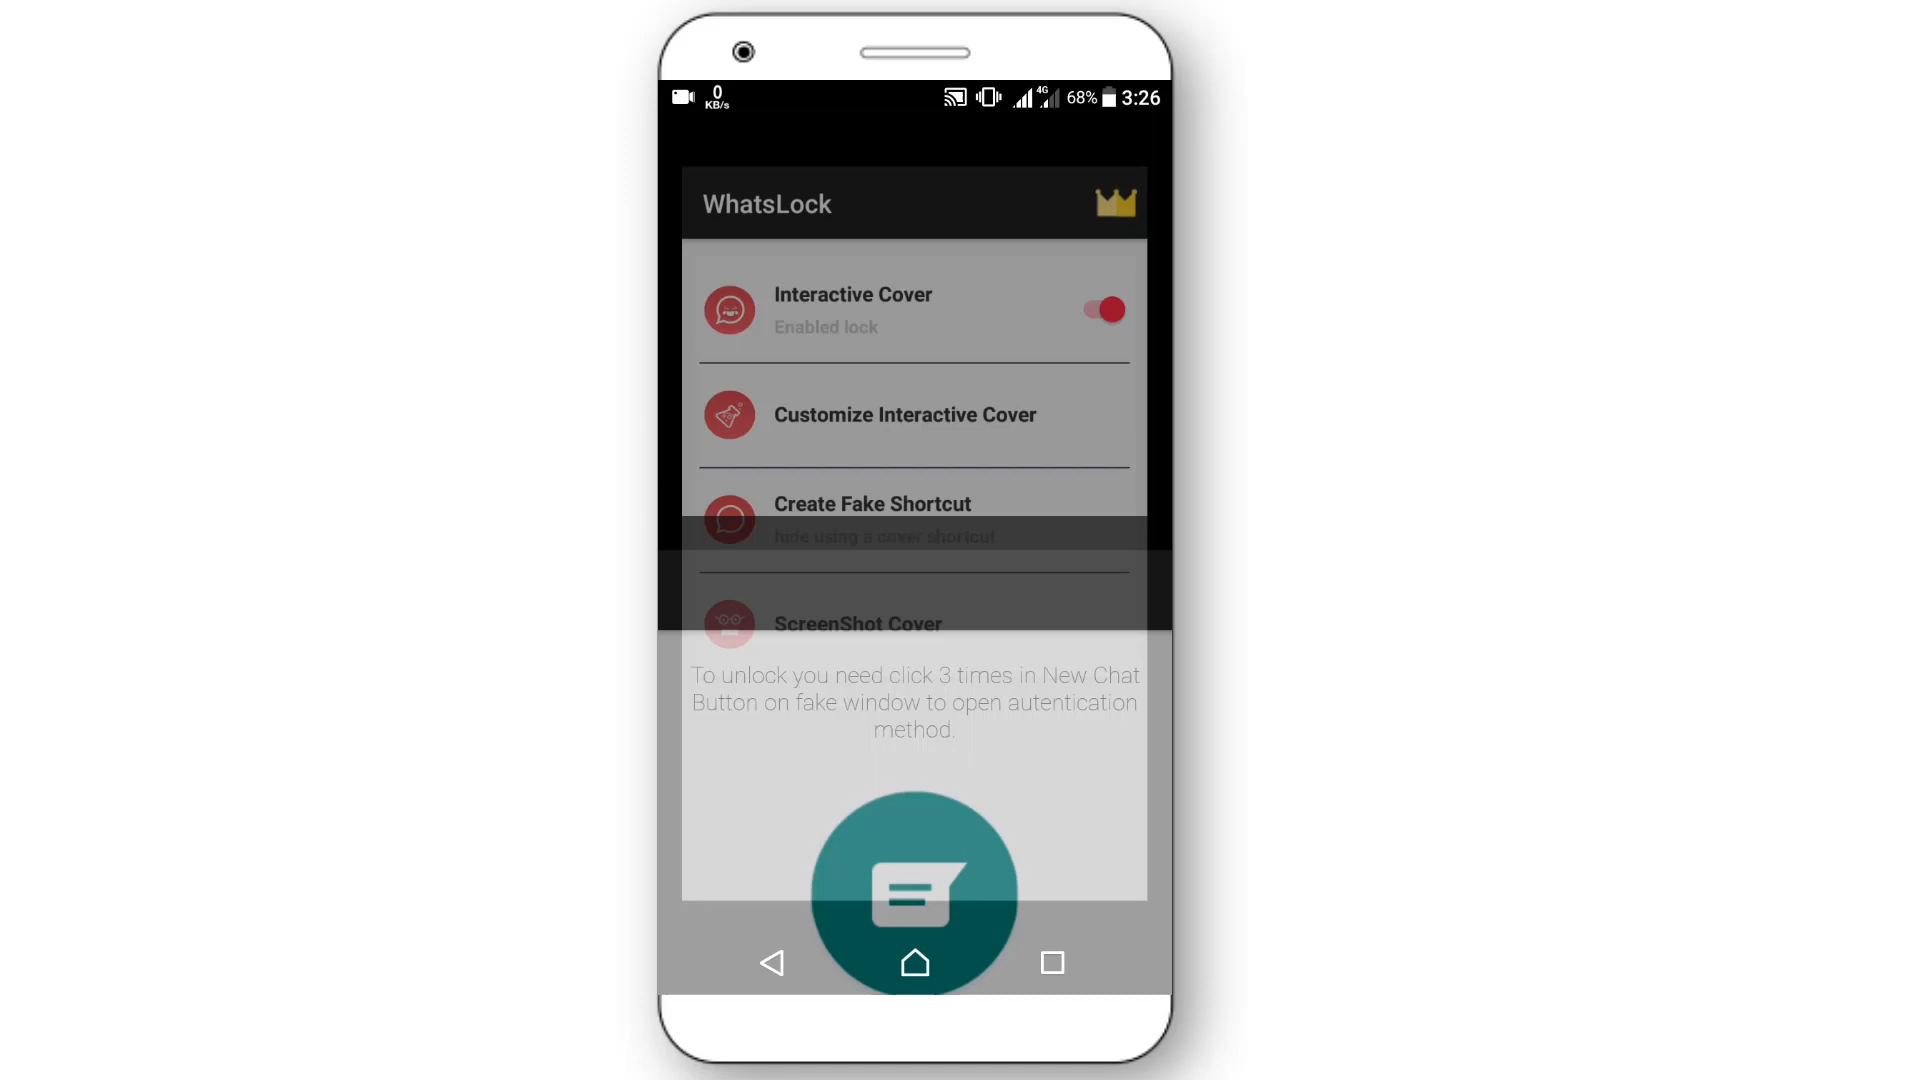 0
KB/s
4G
68%
3:26
WhatsLock
Interactive Cover
Enabled lock
Customize Interactive Cover
Create Fake Shortcut
hide using a cover shortcut
ScreenShot Cover
To unlock you need click 3 times in New Chat
Button on fake window to open autentication
method.